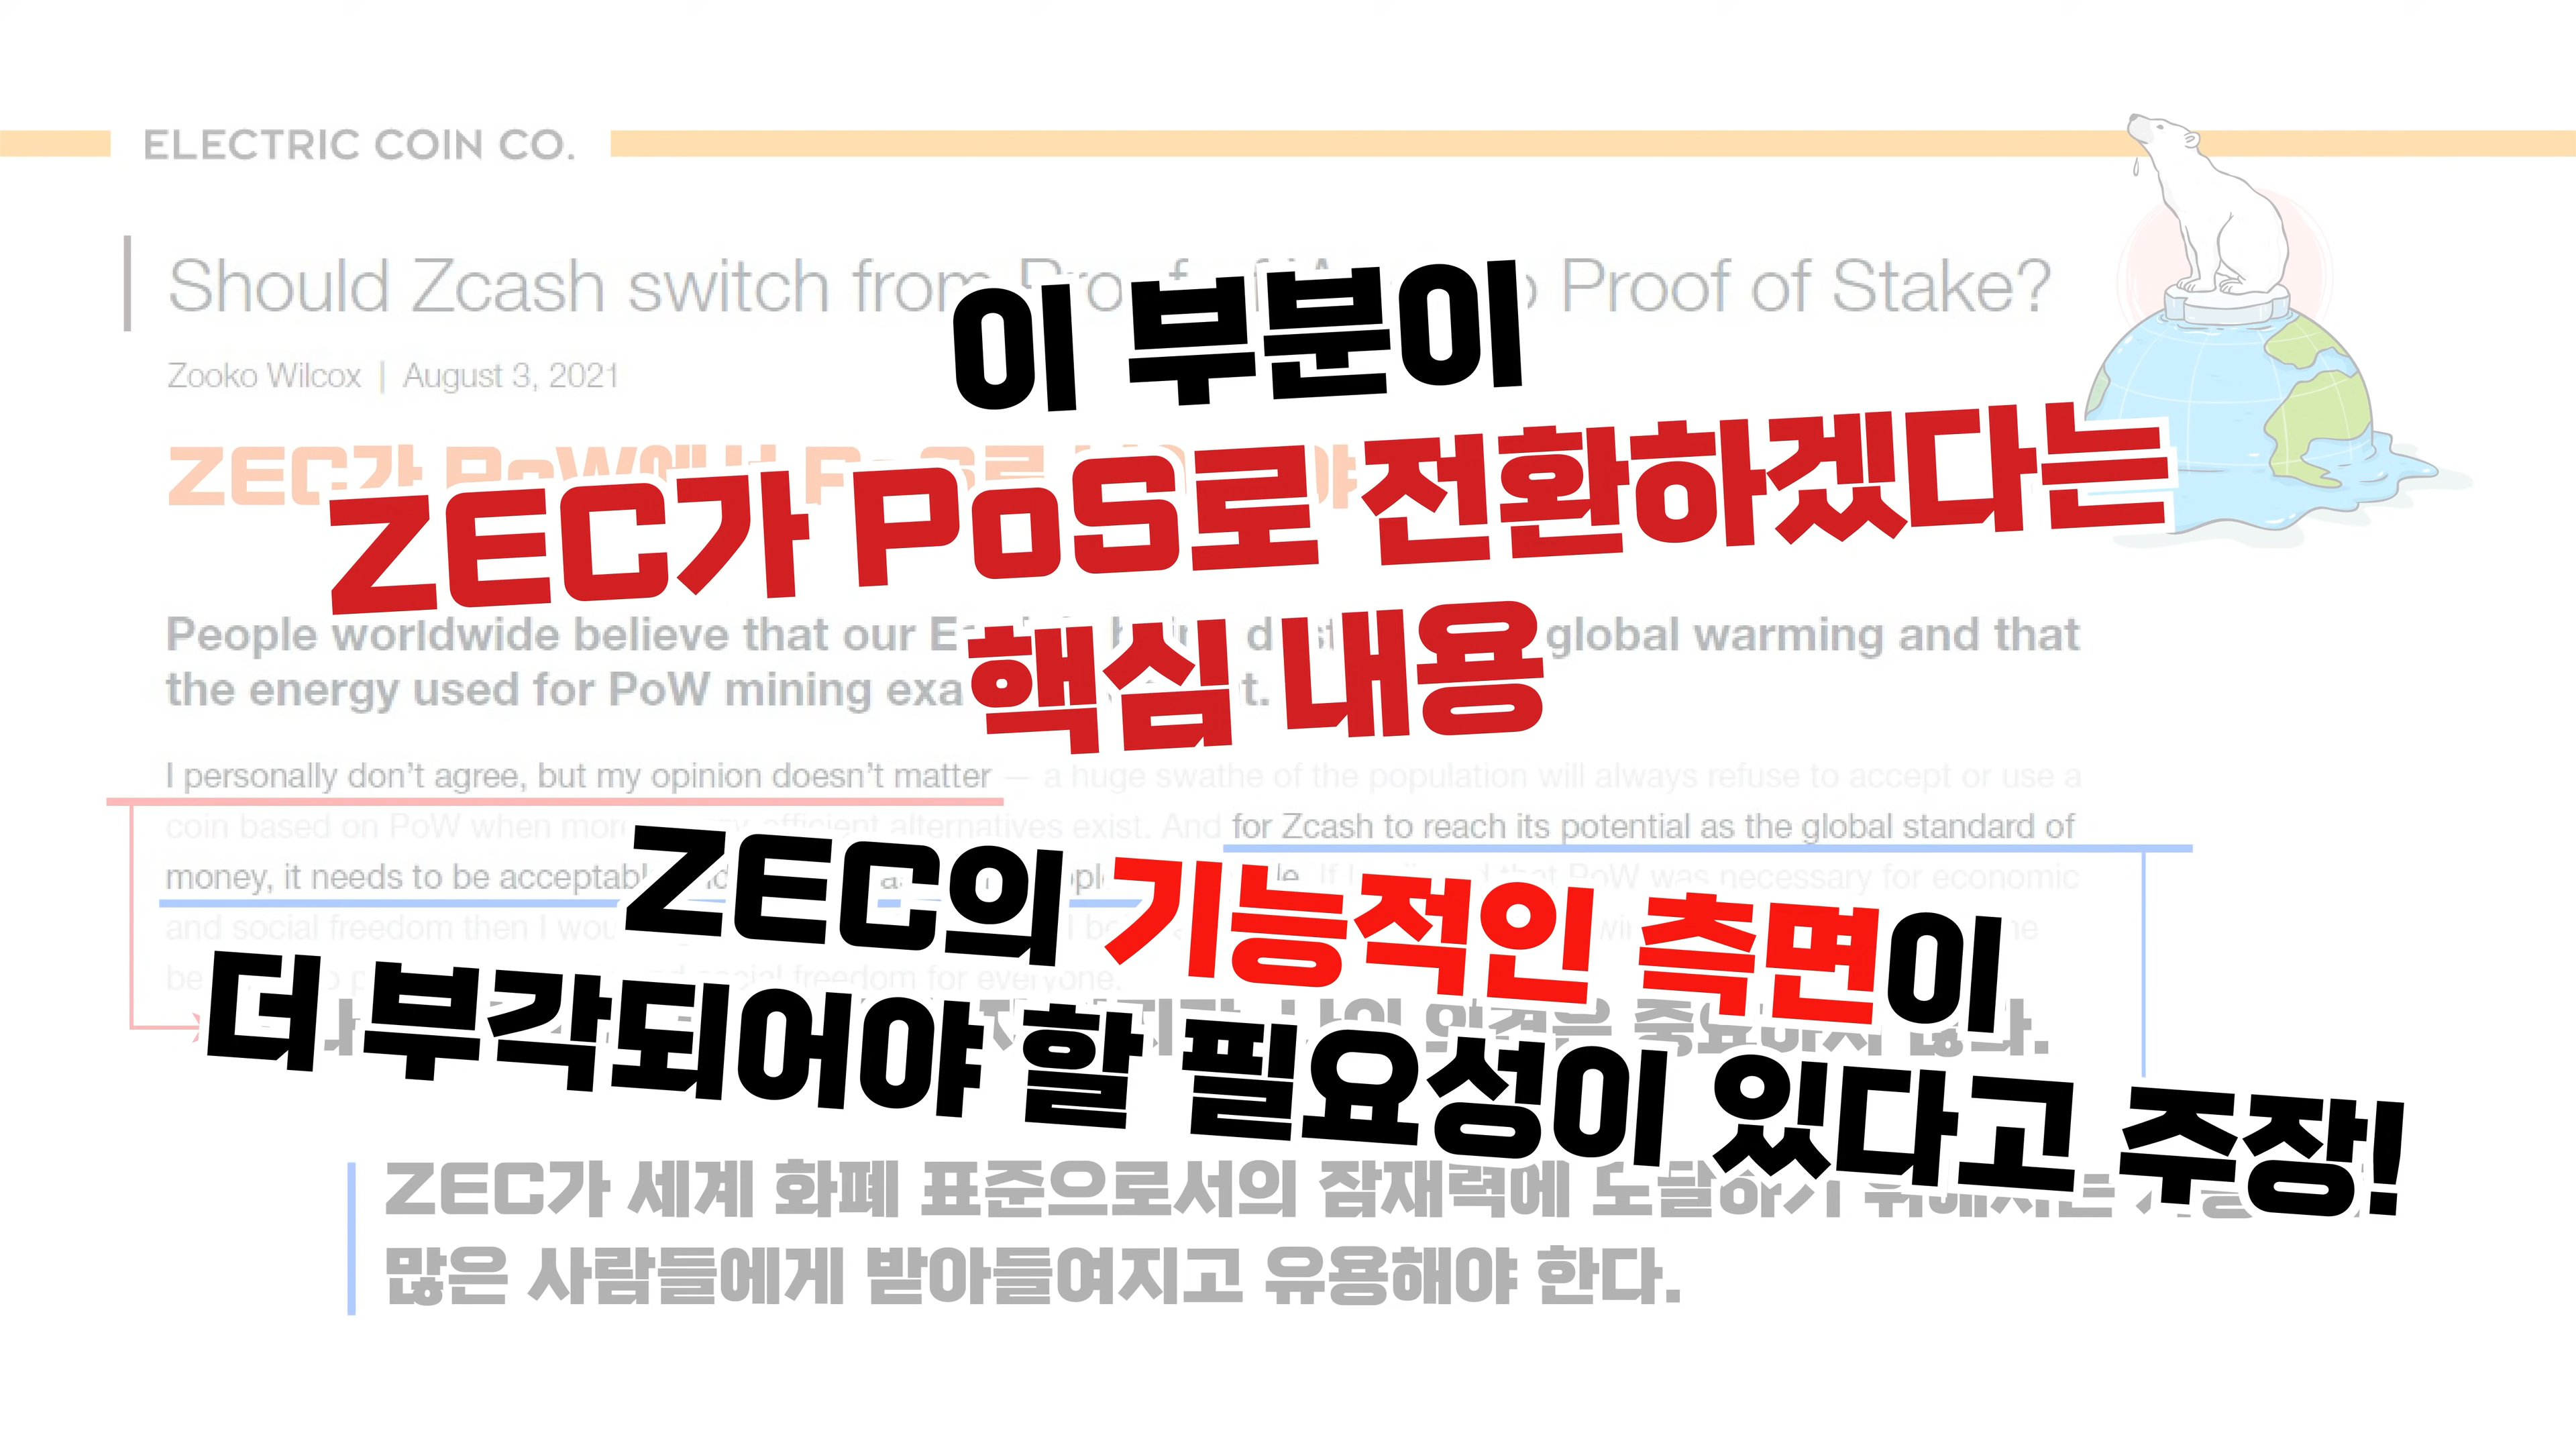 ELECTRIC COIN CO.
Should Zcash switch from Proof of Stake?
Zooko Wilcox | August 3, 2021
이 부분이
ZEC가 PoS로
ZEC가 PoS로 전환하겠다는
핵심 내용
People worldwide believe that our global warming and that
the energy used for PoW mining
I personally don't agree, but my opinion doesn't matter — a huge swathe of the population will always refuse to accept or use a
coin based on PoW when efficient alternatives exist. And for Zcash to reach its potential as the global standard of
money, it needs to be that PoW was necessary for economic
and social freedom then I
social freedom for everyone.
ZEC의 기능적인 측면이
더 부각되어야 할 필요성이 있다고 주장!
ZEC가 세계 화폐 표준으로서의 잠재력에 도달하기
많은 사람들에게 받아들여지고 유용해야 한다.